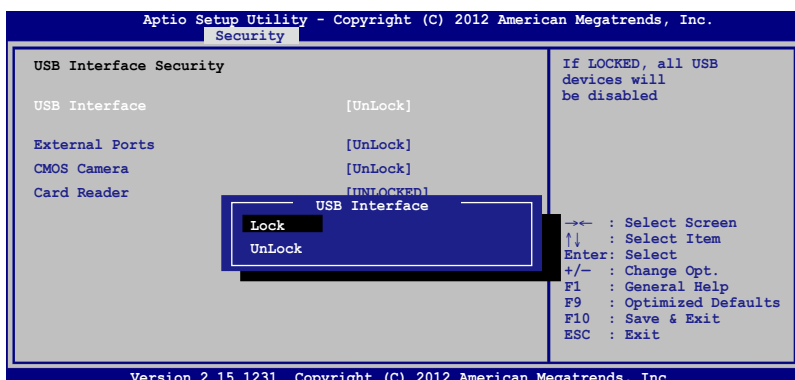 Aptio Setup Utility - Copyright (C) 2012 American Megatrends, Inc.
Security
USB Interface Security
USB Interface [UnLock]
External Ports [UnLock]
CMOS Camera [UnLock]
Card Reader [UNLOCKED]
USB Interface
Lock
UnLock
If LOCKED, all USB
devices will
be disabled
→← : Select Screen
↑↓ : Select Item
Enter: Select
+/— : Change Opt.
F1 : General Help
F9 : Optimized Defaults
F10 : Save & Exit
ESC : Exit
Version 2.15.1231. Copyright (C) 2012 American Megatrends, Inc.